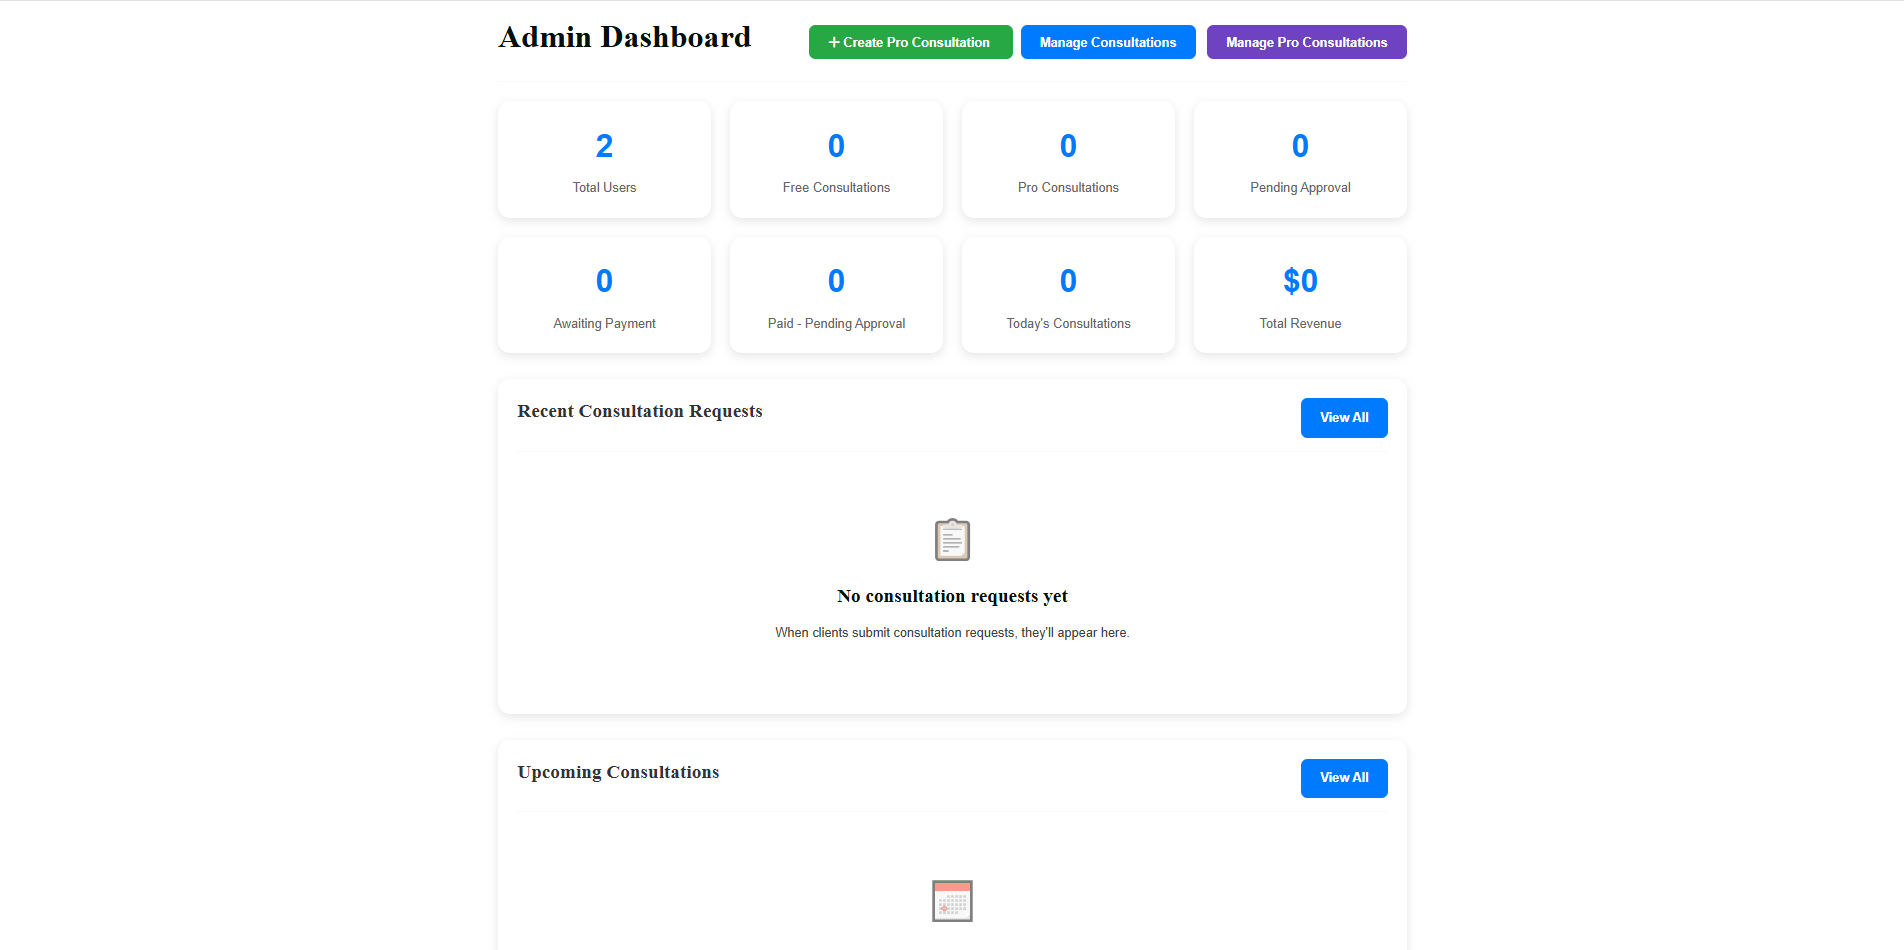 Admin Dashboard
+ Create Pro Consultation
Manage Consultations
Manage Pro Consultations
2
Total Users
0
Free Consultations
0
Pro Consultations
0
Pending Approval
0
Awaiting Payment
0
Paid - Pending Approval
0
Today's Consultations
$0
Total Revenue
Recent Consultation Requests
View All
No consultation requests yet
When clients submit consultation requests, they'll appear here.
Upcoming Consultations
View All